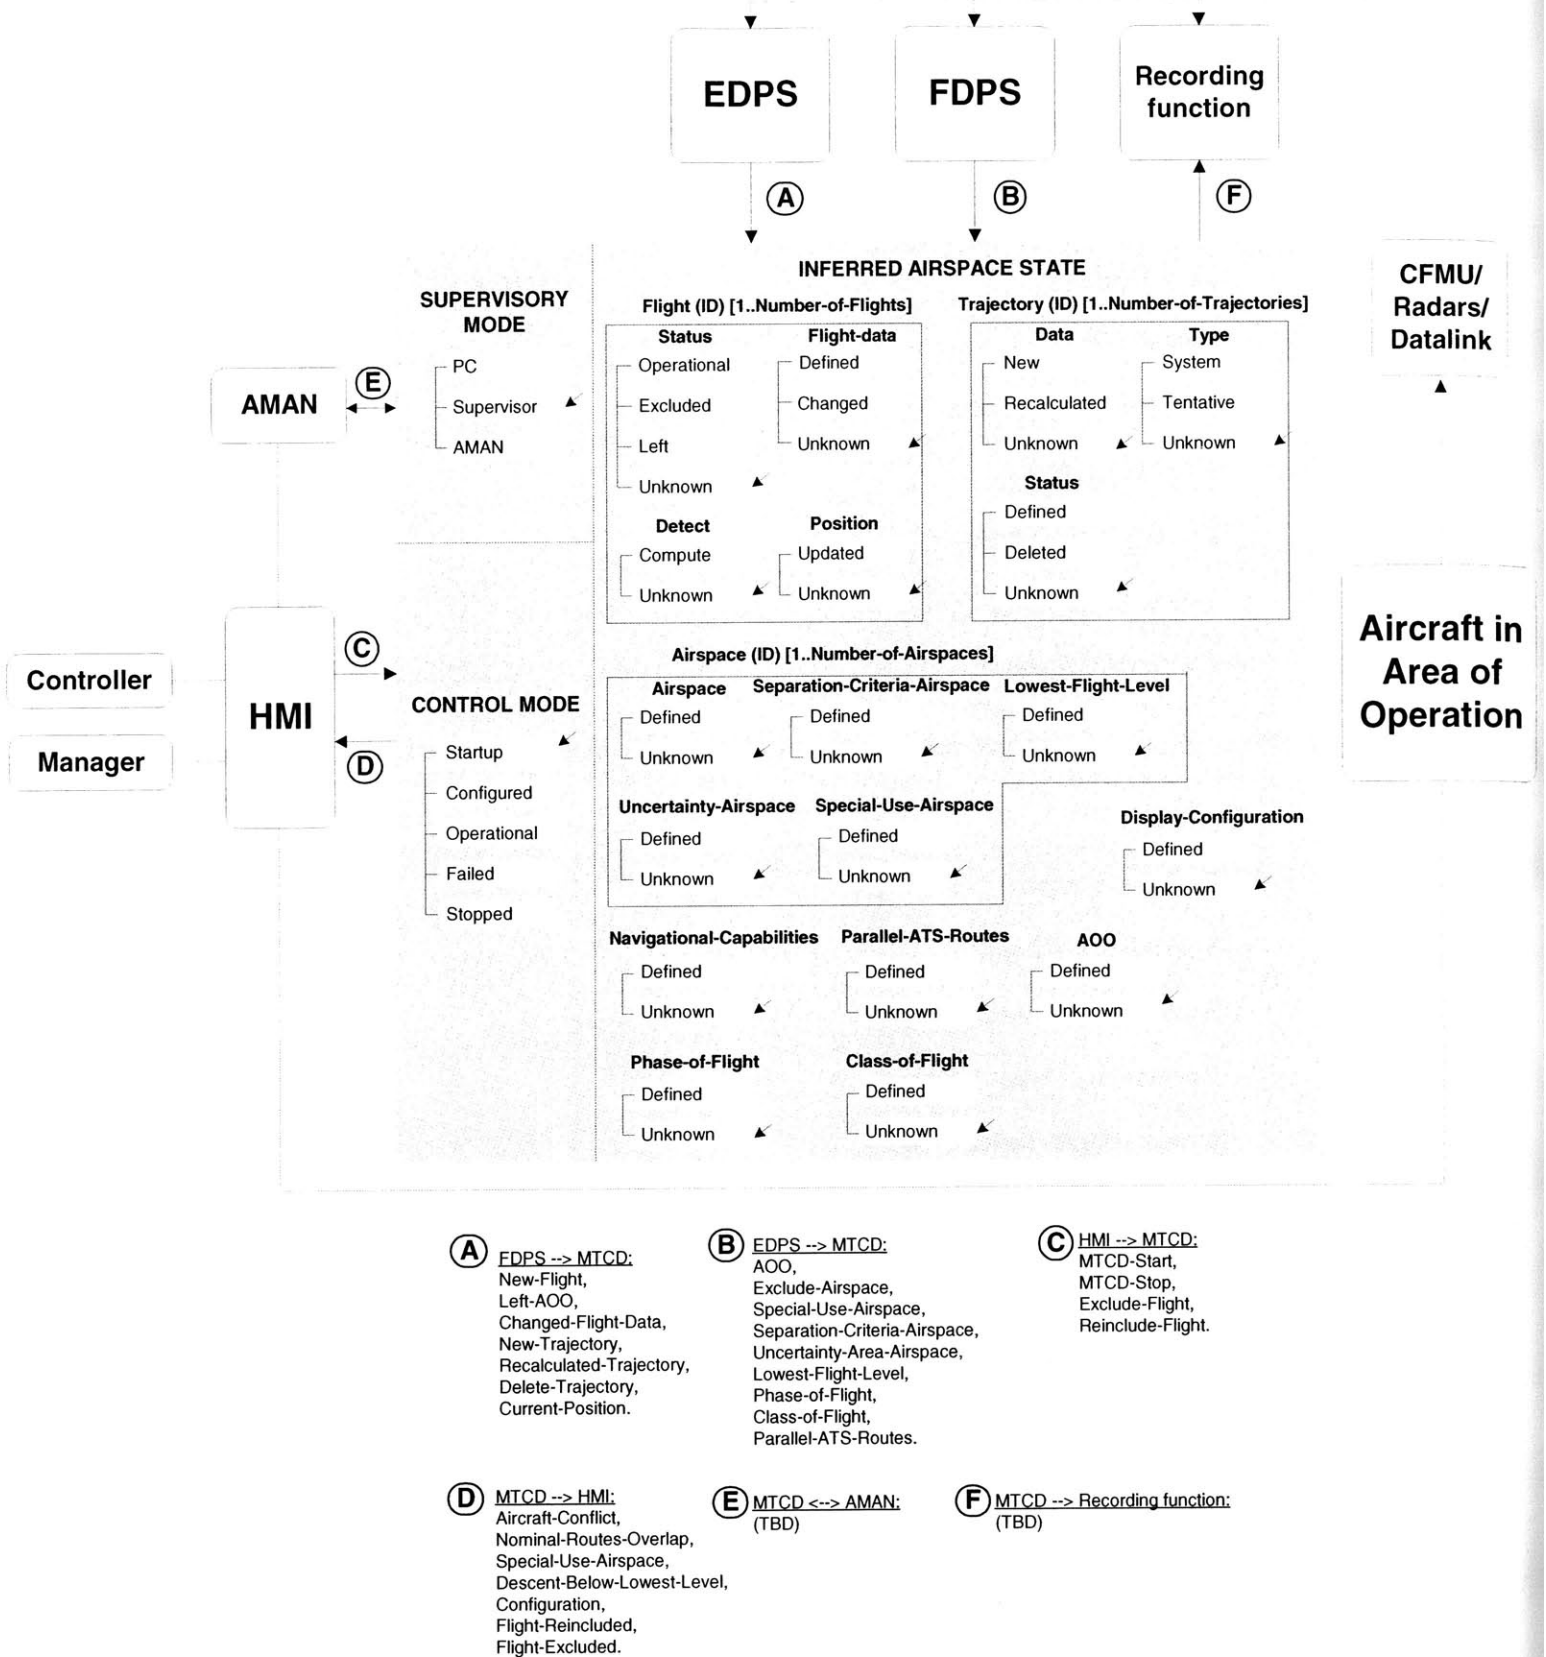 EDPS
FDPS
Recording
function
A
B
F
SUPERVISORY
MODE
PC
Supervisor
AMAN
AMAN
E
INFERRED AIRSPACE STATE
Flight (ID) [1..Number-of-Flights]
Status
Operational
Excluded
Left
Unknown
Flight-data
Defined
Changed
Unknown
Detect
Compute
Unknown
Position
Updated
Unknown
Trajectory (ID) [1..Number-of-Trajectories]
Data
New
Recalculated
Unknown
Type
System
Tentative
Unknown
Status
Defined
Deleted
Unknown
CFMU/
Radars/
Datalink
Aircraft in
Area of
Operation
Controller
Manager
HMI
C
D
CONTROL MODE
Startup
Configured
Operational
Failed
Stopped
Airspace (ID) [1..Number-of-Airspaces]
Airspace
Defined
Unknown
Separation-Criteria-Airspace
Defined
Unknown
Lowest-Flight-Level
Defined
Unknown
Uncertainty-Airspace
Defined
Unknown
Special-Use-Airspace
Defined
Unknown
Display-Configuration
Defined
Unknown
Navigational-Capabilities
Defined
Unknown
Parallel-ATS-Routes
Defined
Unknown
AOO
Defined
Unknown
Phase-of-Flight
Defined
Unknown
Class-of-Flight
Defined
Unknown
A FDPS --> MTCD:
New-Flight,
Left-AOO,
Changed-Flight-Data,
New-Trajectory,
Recalculated-Trajectory,
Delete-Trajectory,
Current-Position.
B EDPS --> MTCD:
AOO,
Exclude-Airspace,
Special-Use-Airspace,
Separation-Criteria-Airspace,
Uncertainty-Area-Airspace,
Lowest-Flight-Level,
Phase-of-Flight,
Class-of-Flight,
Parallel-ATS-Routes.
C HMI --> MTCD:
MTCD-Start,
MTCD-Stop,
Exclude-Flight,
Reinclude-Flight.
D MTCD --> HMI:
Aircraft-Conflict,
Nominal-Routes-Overlap,
Special-Use-Airspace,
Descent-Below-Lowest-Level,
Configuration,
Flight-Reincluded,
Flight-Excluded.
E MTCD <--> AMAN:
(TBD)
F MTCD --> Recording function:
(TBD)